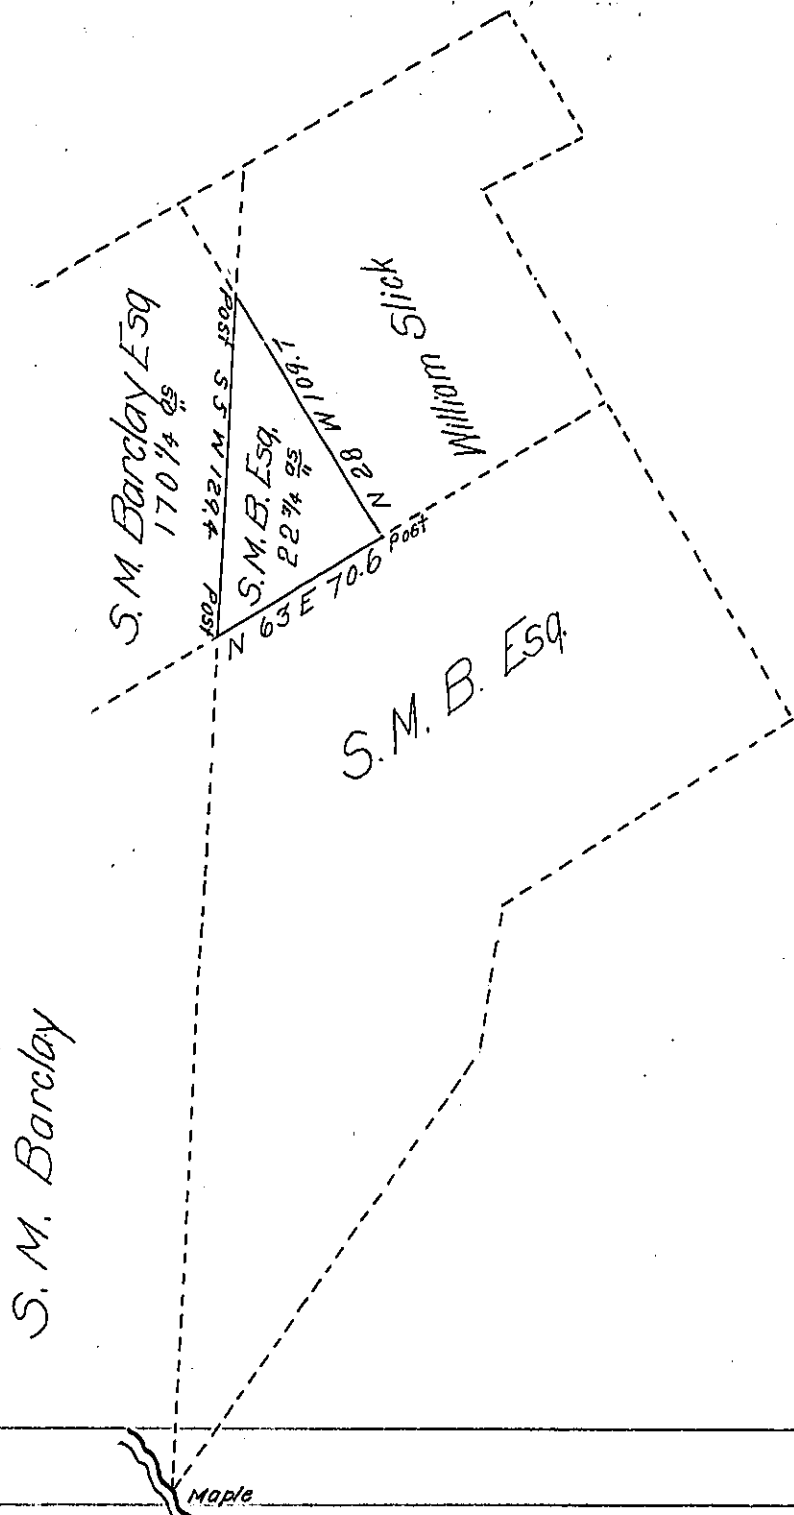 S. M. Barclay Esq
170 1/4 as
Post S 5 W 129.4 Post
S.M.B. Esq.
22 3/4 as
N 28 W 109.7
N 63 E 70.6 Post
William Slick
S. M. B. Esq.
S. M. Barclay
Maple